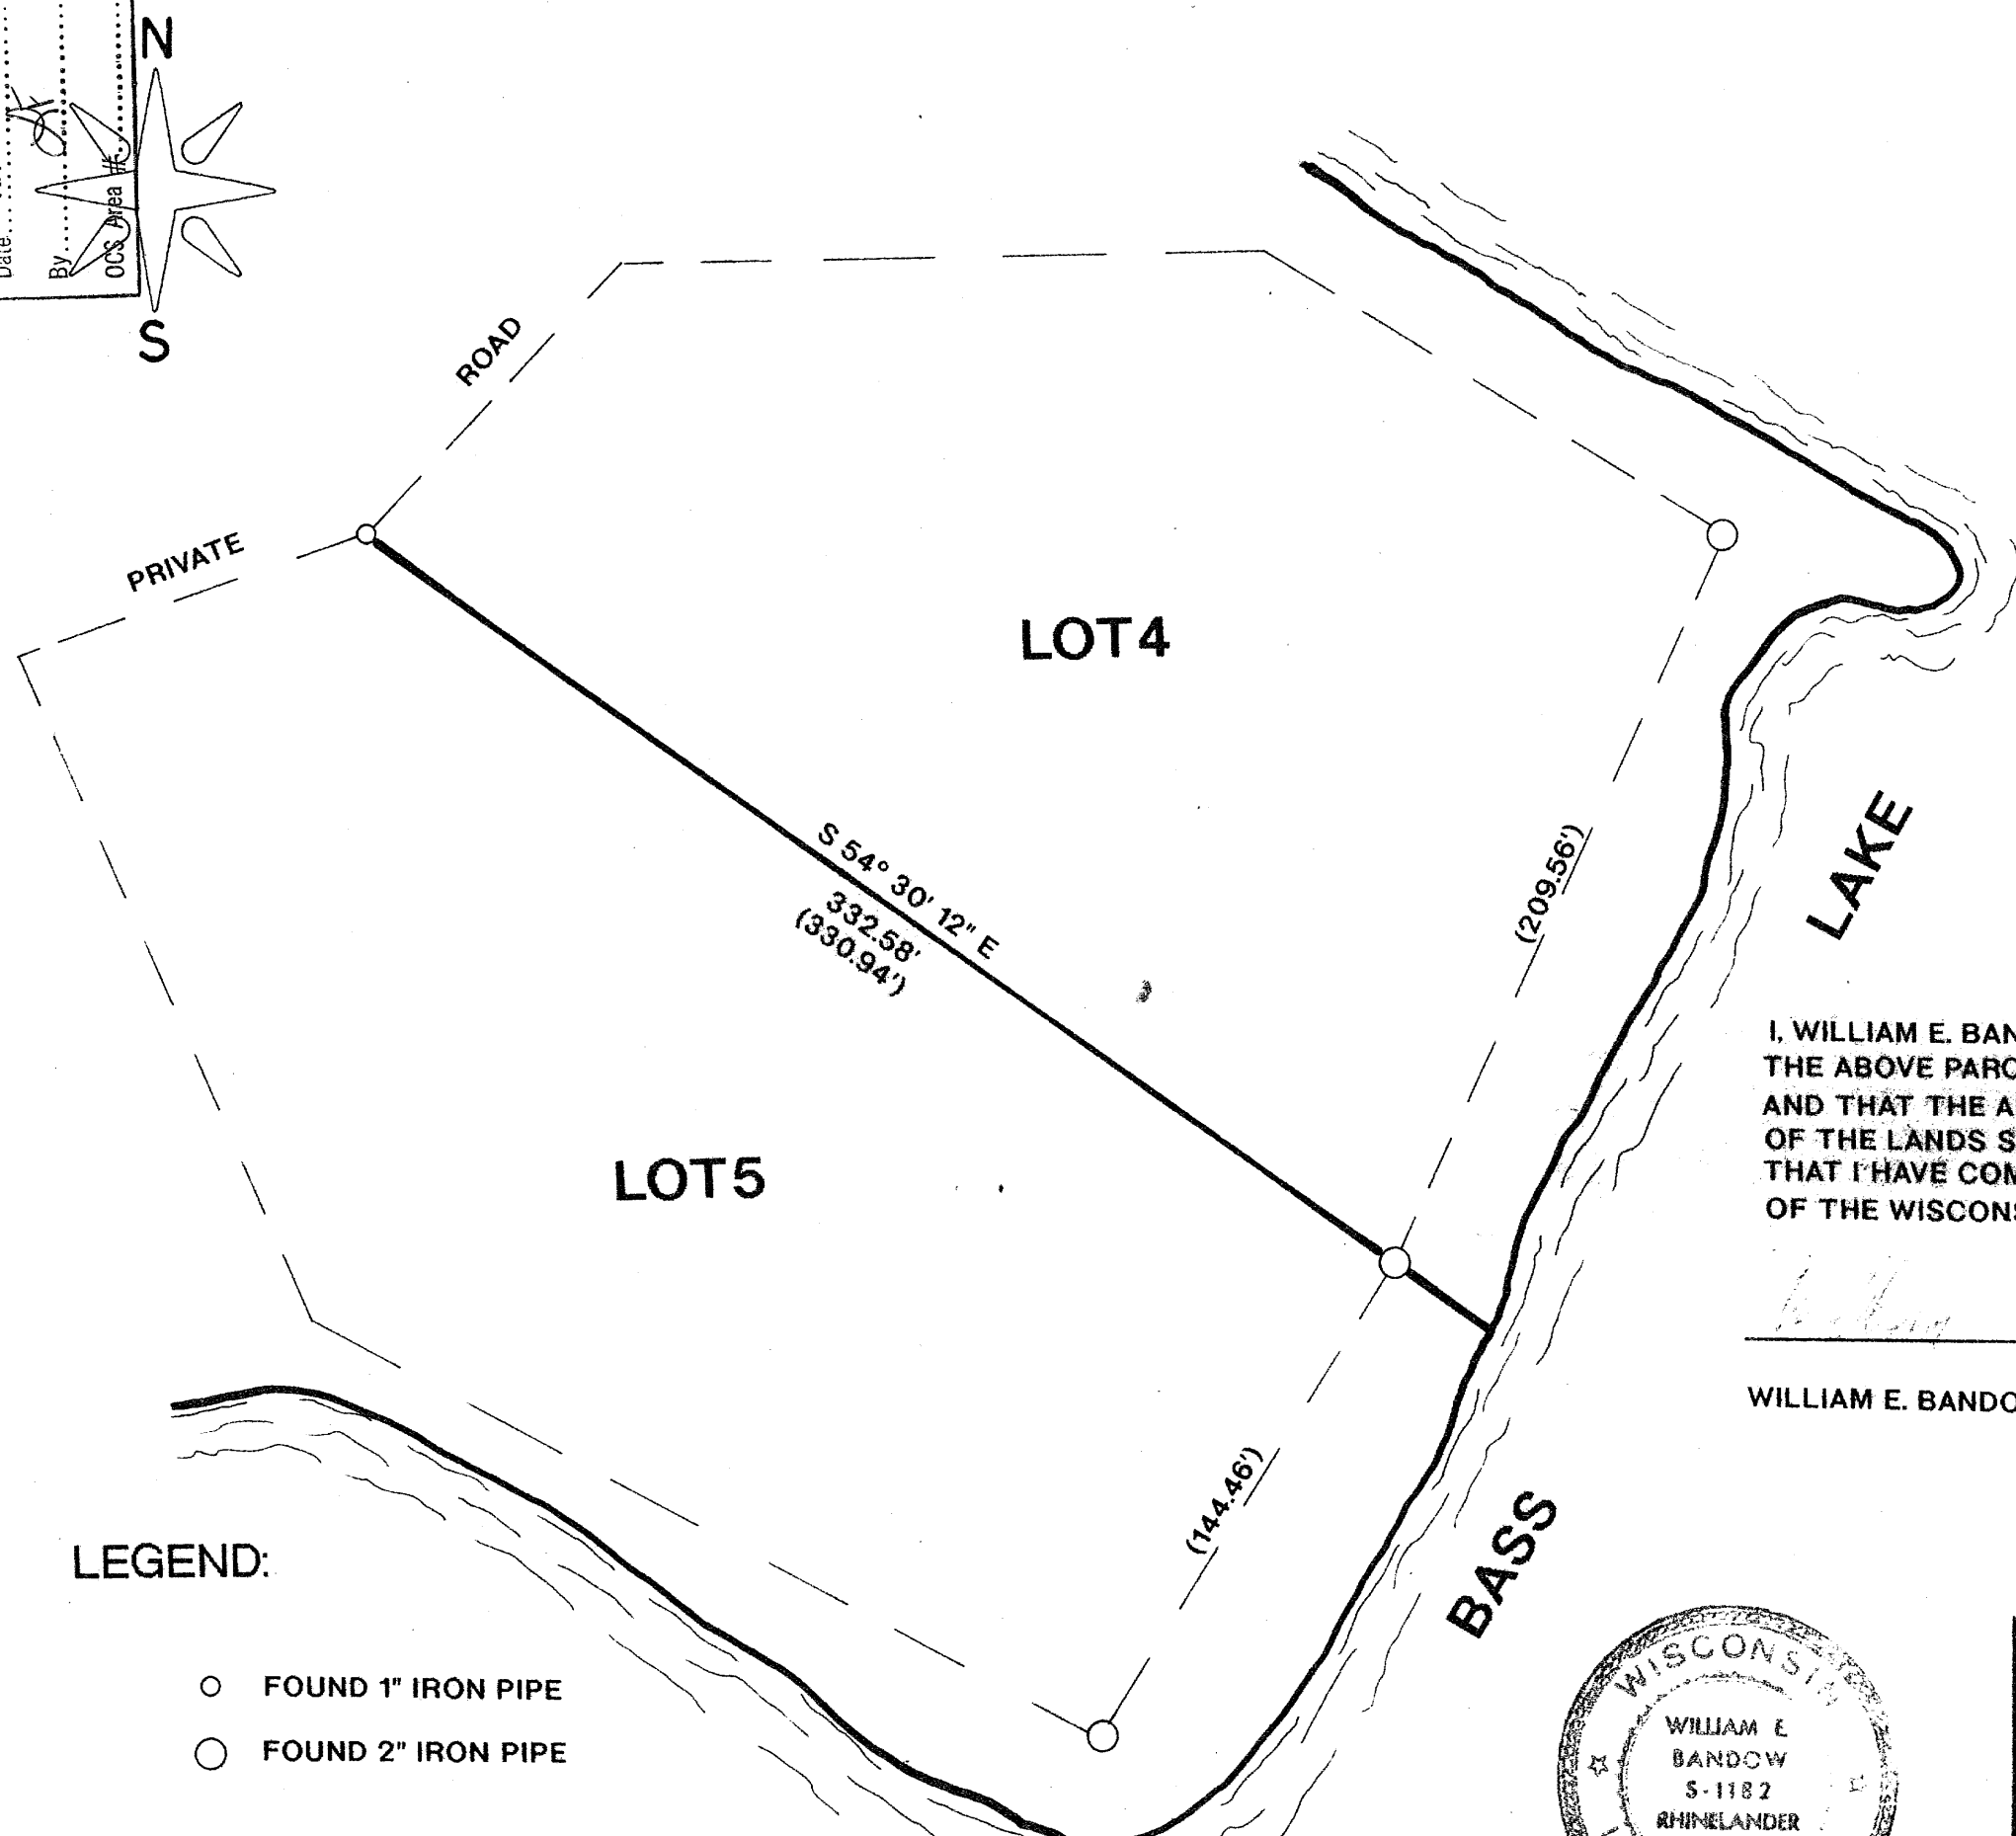 N
Date
By
OCS Area #
S
ROAD
PRIVATE
LOT 4
S 54° 30' 12" E
332.58'
(330.94')
(209.56')
LAKE
I, WILLIAM E. BAN
THE ABOVE PARC
AND THAT THE A
OF THE LANDS S
THAT I HAVE COM
OF THE WISCONS
LOT 5
WILLIAM E. BANDO
(144.46')
BASS
LEGEND:
FOUND 1" IRON PIPE
FOUND 2" IRON PIPE
WISCONSIN
WILLIAM E
BANDOW
S-1182
RHINELANDER